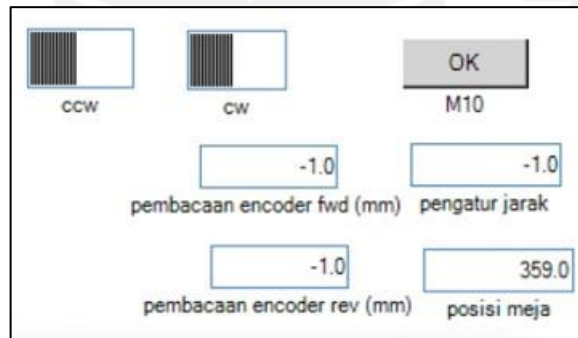 OK
ccw
cw
M10
-1.0
-1.0
pembacaan encoder fwd (mm)
pengatur jarak
-1.0
359.0
pembacaan encoder rev (mm)
posisi meja